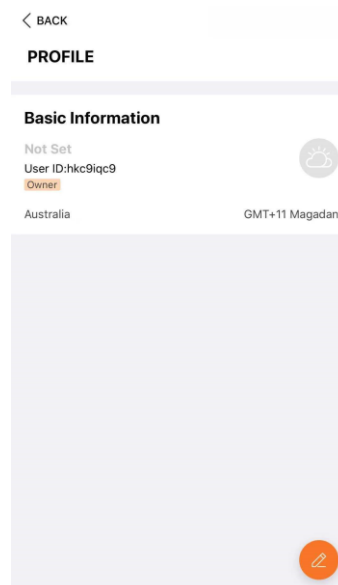 BACK
PROFILE
Basic Information
Not Set
User ID:hkc9iqc9
Owner
Australia GMT+11 Magadan